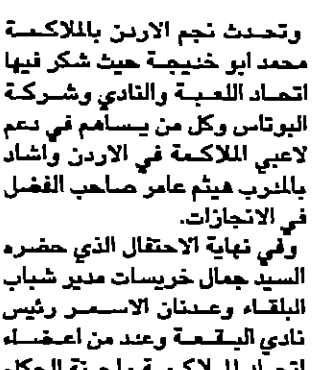 وتحدث نجم الاردن بالملاكمة
محمد ابو خديجة حيث شكر فيها
اتحاد اللعبة والنادي وشركة
البوتاس وكل من يساهم في دعم
لاعبي الملاكمة في الاردن واشاد
بالمدرب هيثم عامر صاحب الفضل
في الانجازات.
وفي نهاية الاحتفال الذي حضره
السيد جمال خريسات مدير شباب
البلقاء وعدنان الاسمر رئيس
نادي البقعة وعدد من اعضاء